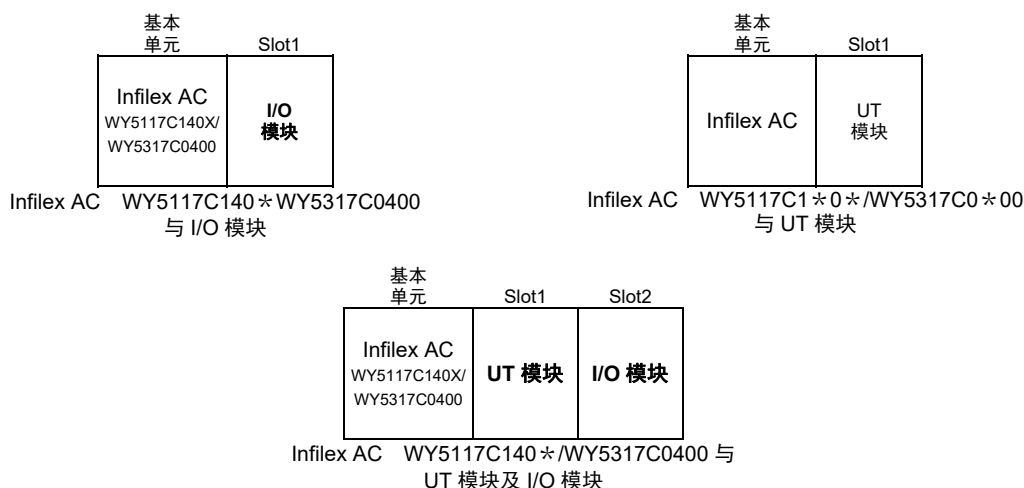 基本
单元
Slot1
Infilex AC
WY5117C140X/
WY5317C0400
I/O
模块
Infilex AC WY5117C140＊WY5317C0400
与 I/O 模块
基本
单元
Slot1
Infilex AC
UT
模块
Infilex AC WY5117C1＊0＊/WY5317C0＊00
与 UT 模块
基本
单元
Slot1
Slot2
Infilex AC
WY5117C140X/
WY5317C0400
UT 模块
I/O 模块
Infilex AC WY5117C140＊/WY5317C0400 与
UT 模块及 I/O 模块